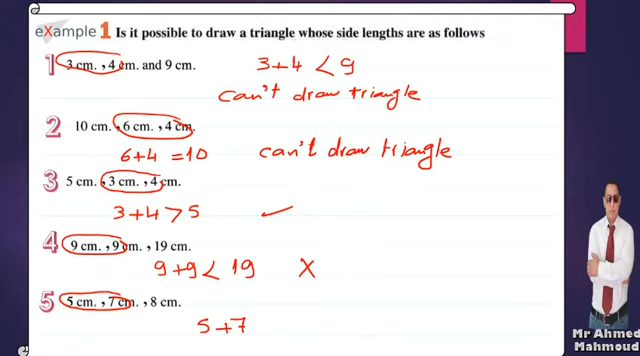 eXample 1 Is it possible to draw a triangle whose side lengths are as follows
1 3 cm. , 4 cm. and 9 cm.
3 + 4 < 9
can't draw triangle
2 10 cm. , 6 cm. , 4 cm.
6 + 4 = 10 can't draw triangle
3 5 cm. , 3 cm. , 4 cm.
3 + 4 > 5 ✓
4 9 cm. , 9 cm. , 19 cm.
9 + 9 < 19 X
5 5 cm. , 7 cm. , 8 cm.
5 + 7
Mr Ahmed
Mahmoud